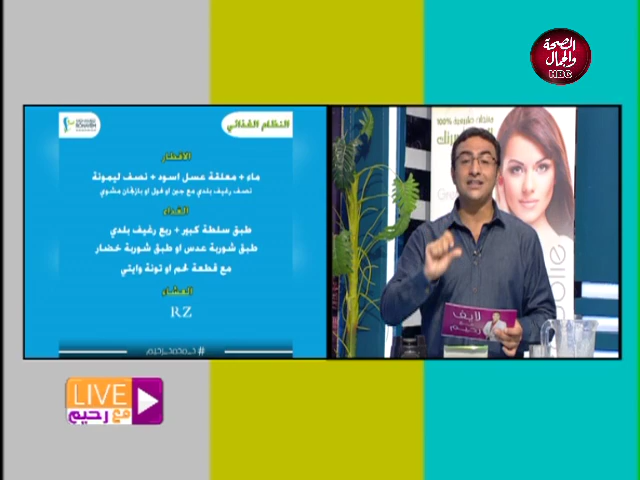 الصحة
والجمال
HBC
النظام الغذائي
الافطار
ماء + معلقة عسل اسود + نصف ليمونة
نصف رغيف بلدي مع جبن او فول او باذنجان مشوي
الغداء
طبق سلطة كبير + ربع رغيف بلدي
طبق شوربة عدس او طبق شوربة خضار
مع قطعة لحم او تونة وايتي
العشاء
RZ
#د_محمد_رحيم
100%
لايف
مع
رحيم
LIVE
مع رحيم